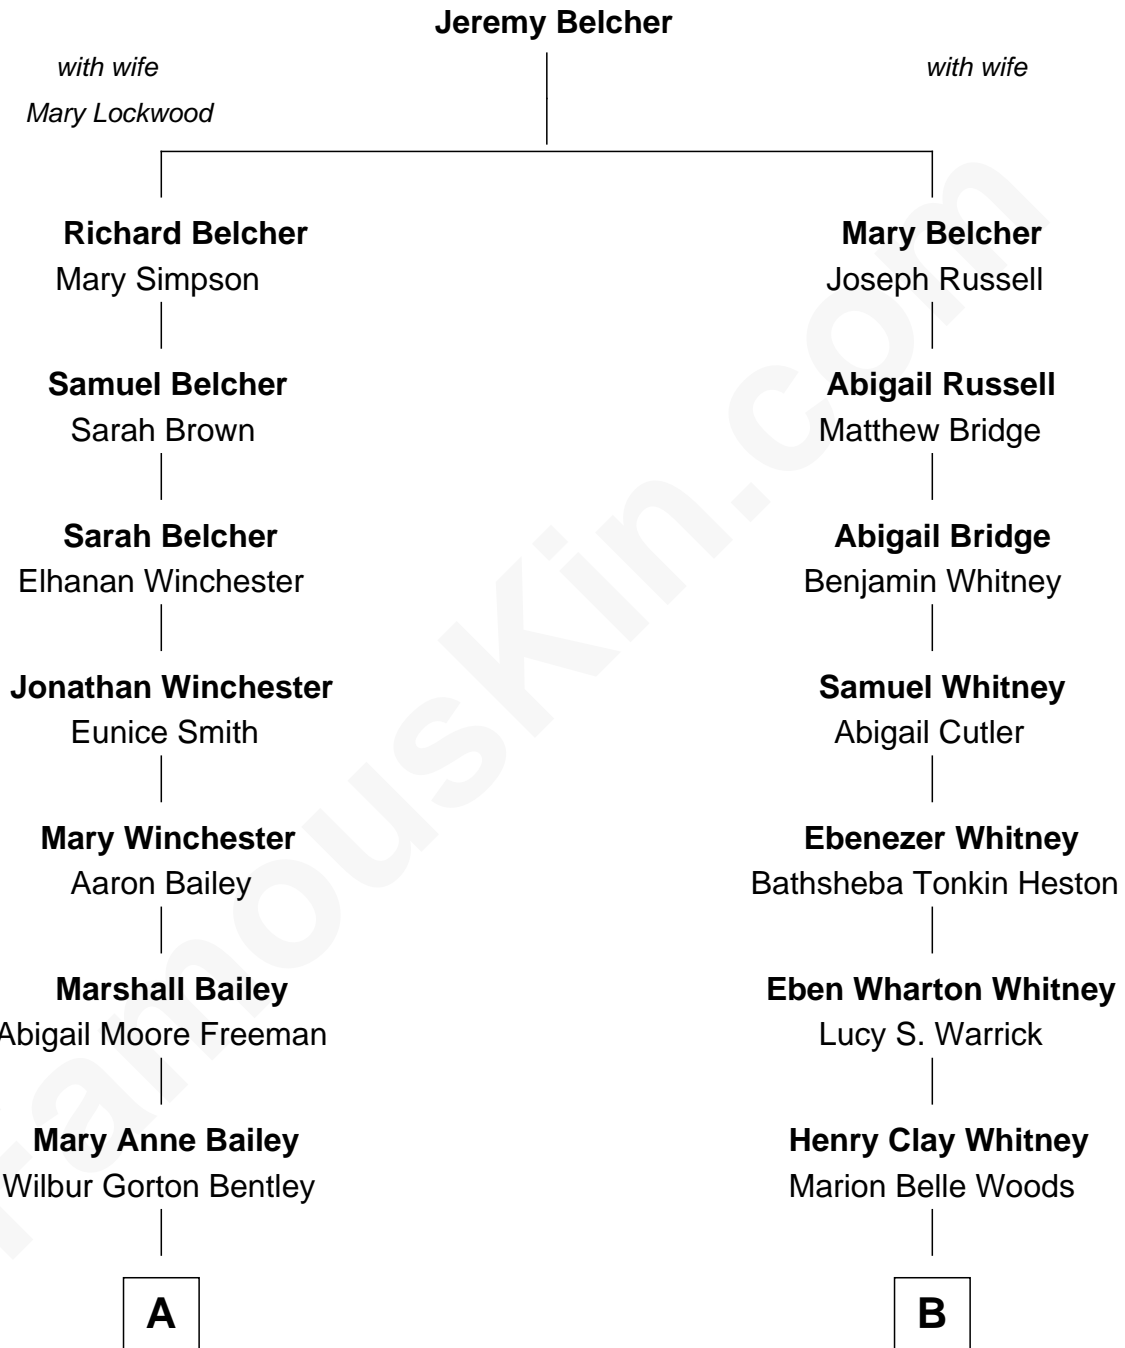 Jeremy Belcher
with wife
Mary Lockwood
with wife
Richard Belcher
Mary Simpson
Mary Belcher
Joseph Russell
Samuel Belcher
Sarah Brown
Abigail Russell
Matthew Bridge
Sarah Belcher
Elhanan Winchester
Abigail Bridge
Benjamin Whitney
Jonathan Winchester
Eunice Smith
Samuel Whitney
Abigail Cutler
Mary Winchester
Aaron Bailey
Ebenezer Whitney
Bathsheba Tonkin Heston
Marshall Bailey
Abigail Moore Freeman
Eben Wharton Whitney
Lucy S. Warrick
Mary Anne Bailey
Wilbur Gorton Bentley
Henry Clay Whitney
Marion Belle Woods
A
B
famousKin.com